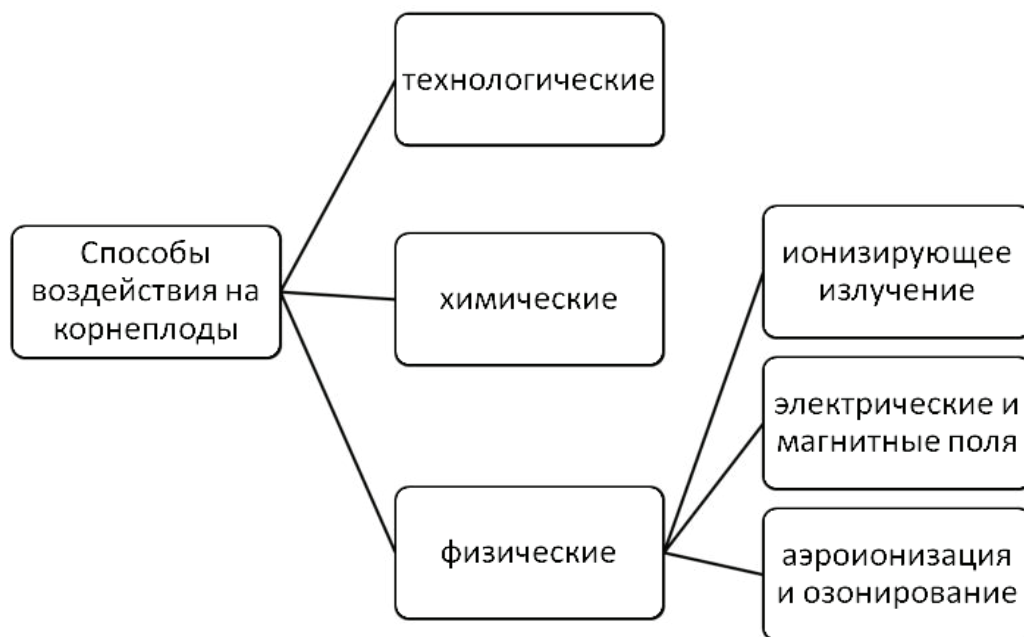 технологические
Способы
воздействия на
корнеплоды
химические
физические
ионизирующее
излучение
электрические и
магнитные поля
аэроионизация
и озонирование